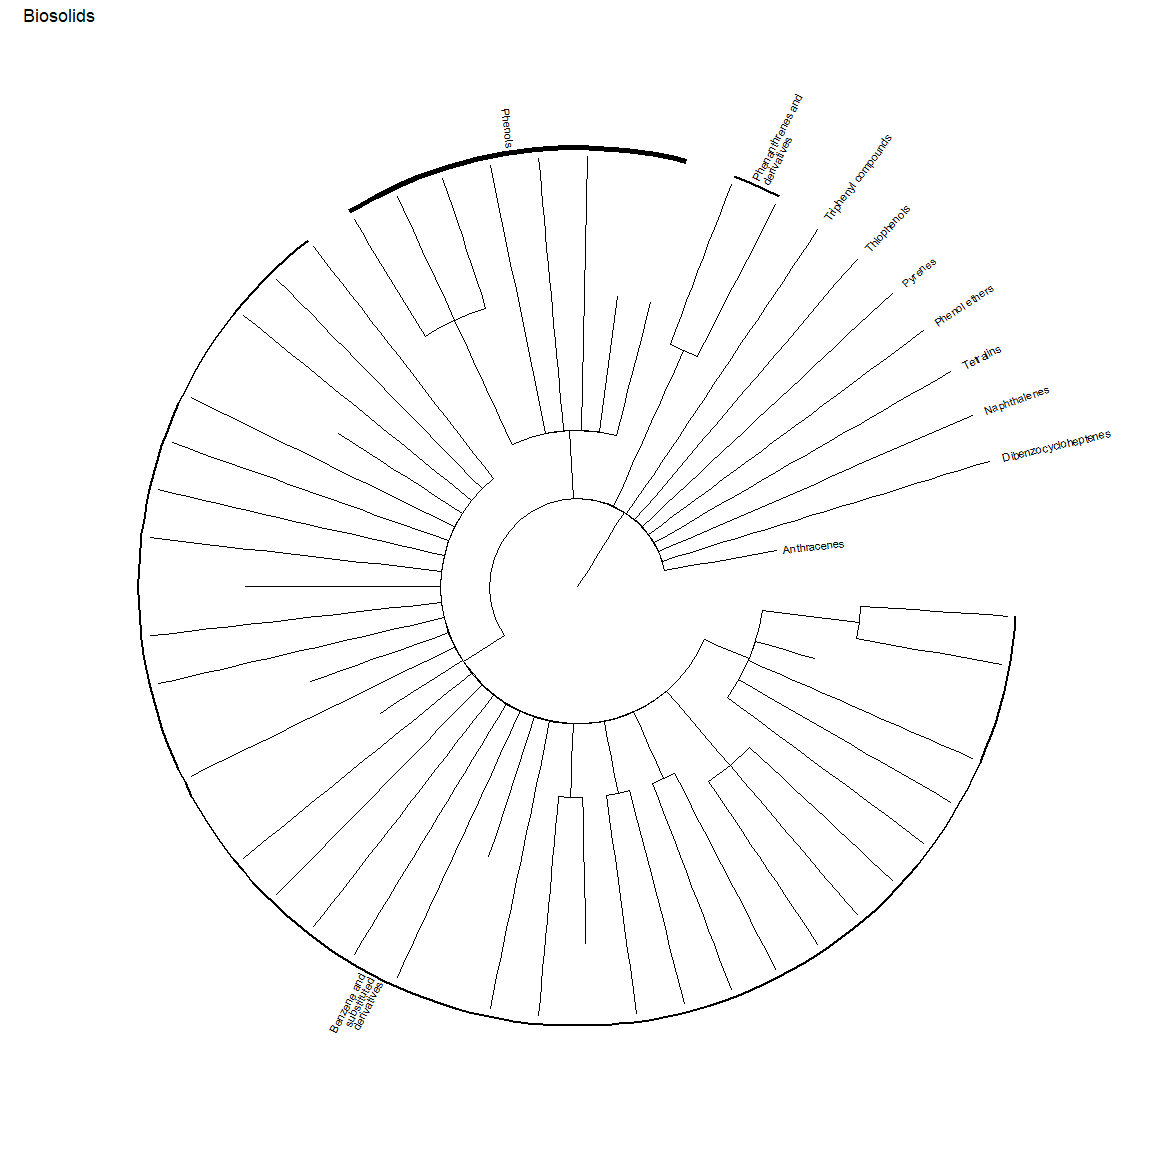 Biosolids
Phenols
Phenanthrenes and
derivatives
Triphenyl compounds
Thiophenols
Pyrenes
Phenol ethers
Tetralins
Naphthalenes
Dibenzocycloheptenes
Anthracenes
Benzene and
substituted
derivatives